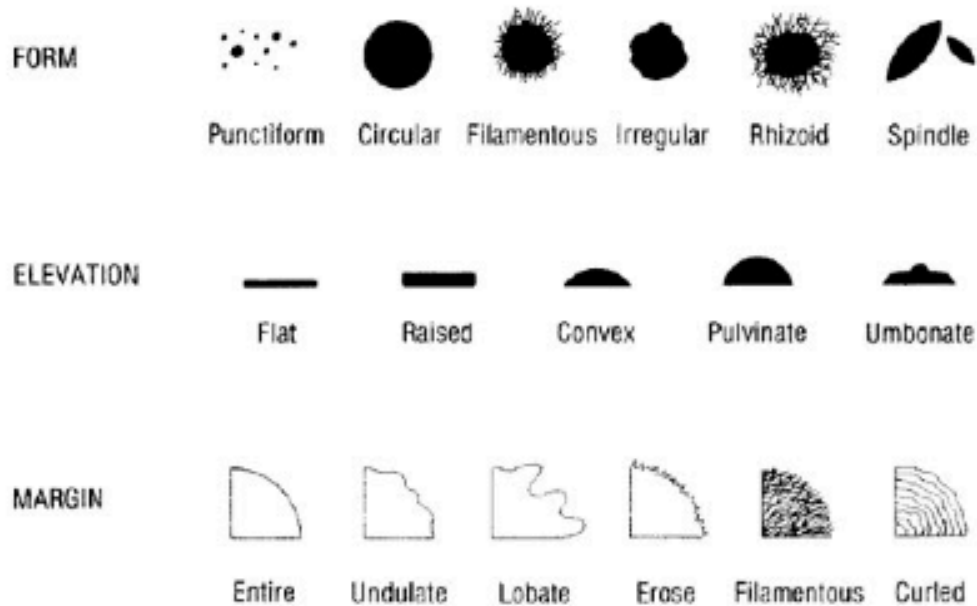 FORM
Punctiform Circular Filamentous Irregular Rhizoid Spindle
ELEVATION
Flat Raised Convex Pulvinate Umbonate
MARGIN
Entire Undulate Lobate Erose Filamentous Curled